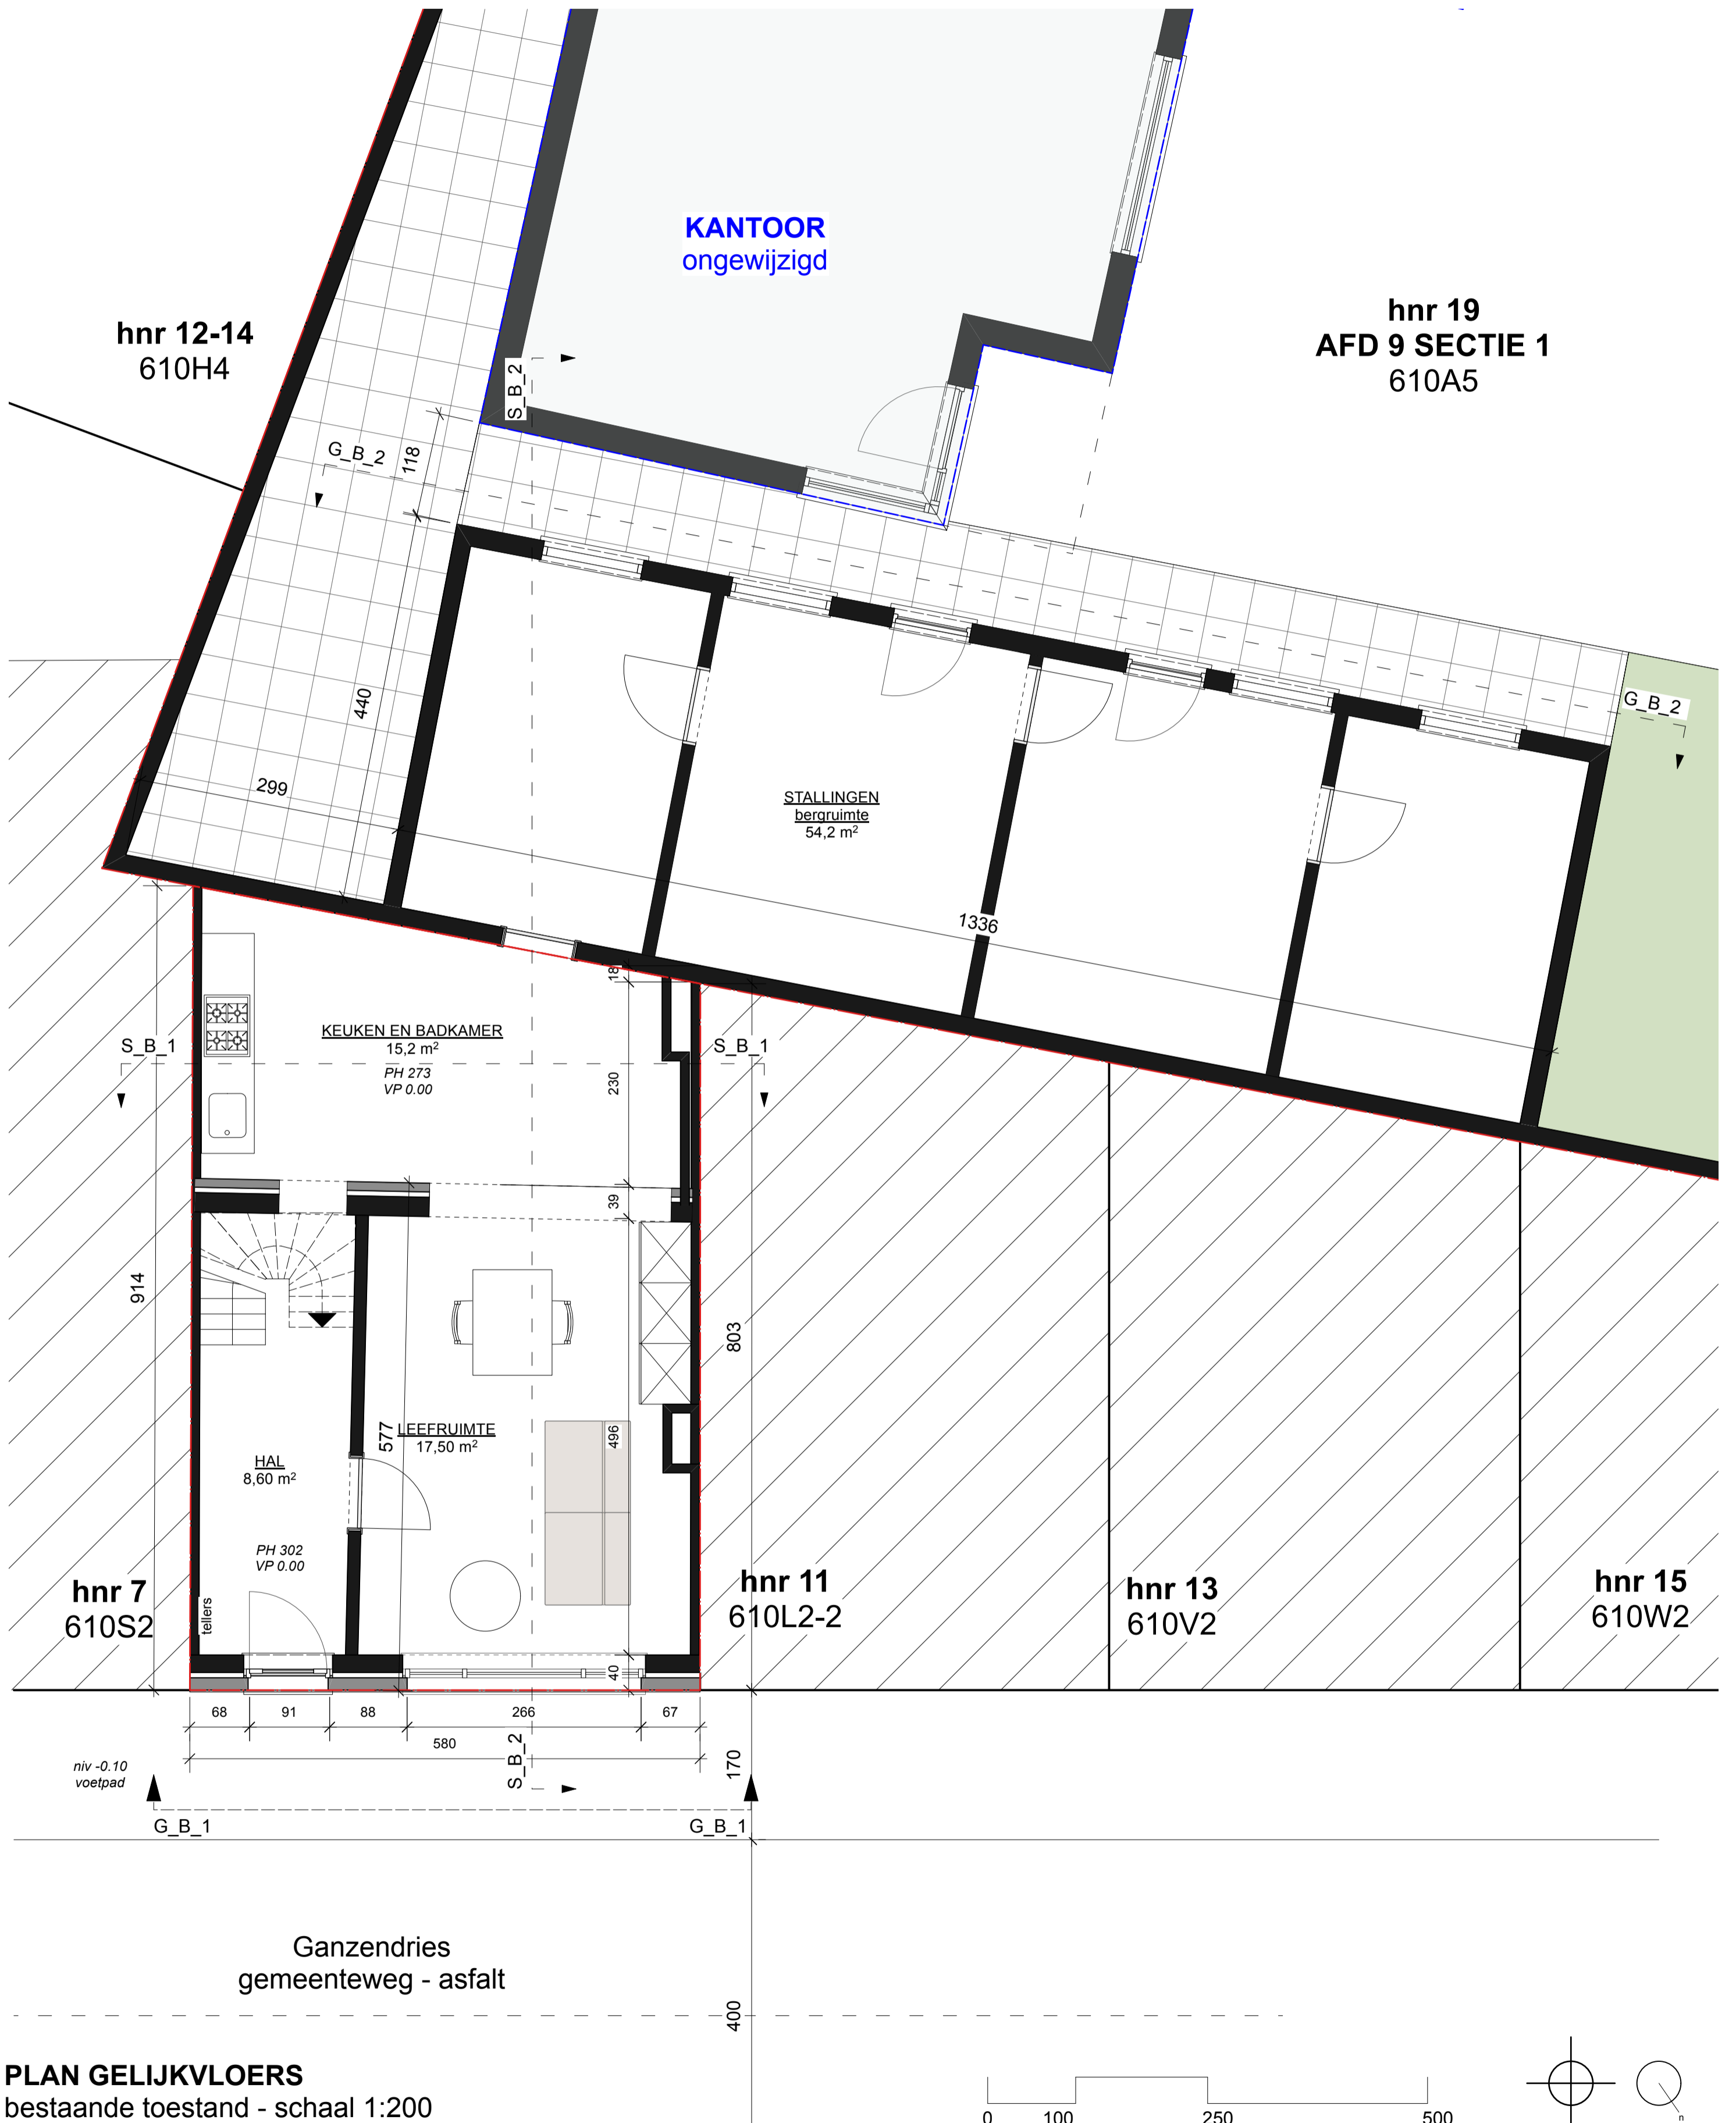 KANTOOR
ongewijzigd
hnr 12-14
610H4
hnr 19
AFD 9 SECTIE 1
610A5
S_B_2
G_B_2
118
440
299
G_B_2
STALLINGEN
bergruimte
54,2 m²
1336
18
KEUKEN EN BADKAMER
15,2 m²
PH 273
VP 0.00
S_B_1
S_B_1
230
39
914
803
577
LEEFRUIMTE
17,50 m²
496
HAL
8,60 m²
PH 302
VP 0.00
tellers
hnr 7
610S2
hnr 11
610L2-2
hnr 13
610V2
hnr 15
610W2
40
68
91
88
266
67
580
niv -0.10
voetpad
S_B_2
170
G_B_1
G_B_1
Ganzendries
gemeenteweg - asfalt
400
PLAN GELIJKVLOERS
bestaande toestand - schaal 1:200
0 100 250 500
n